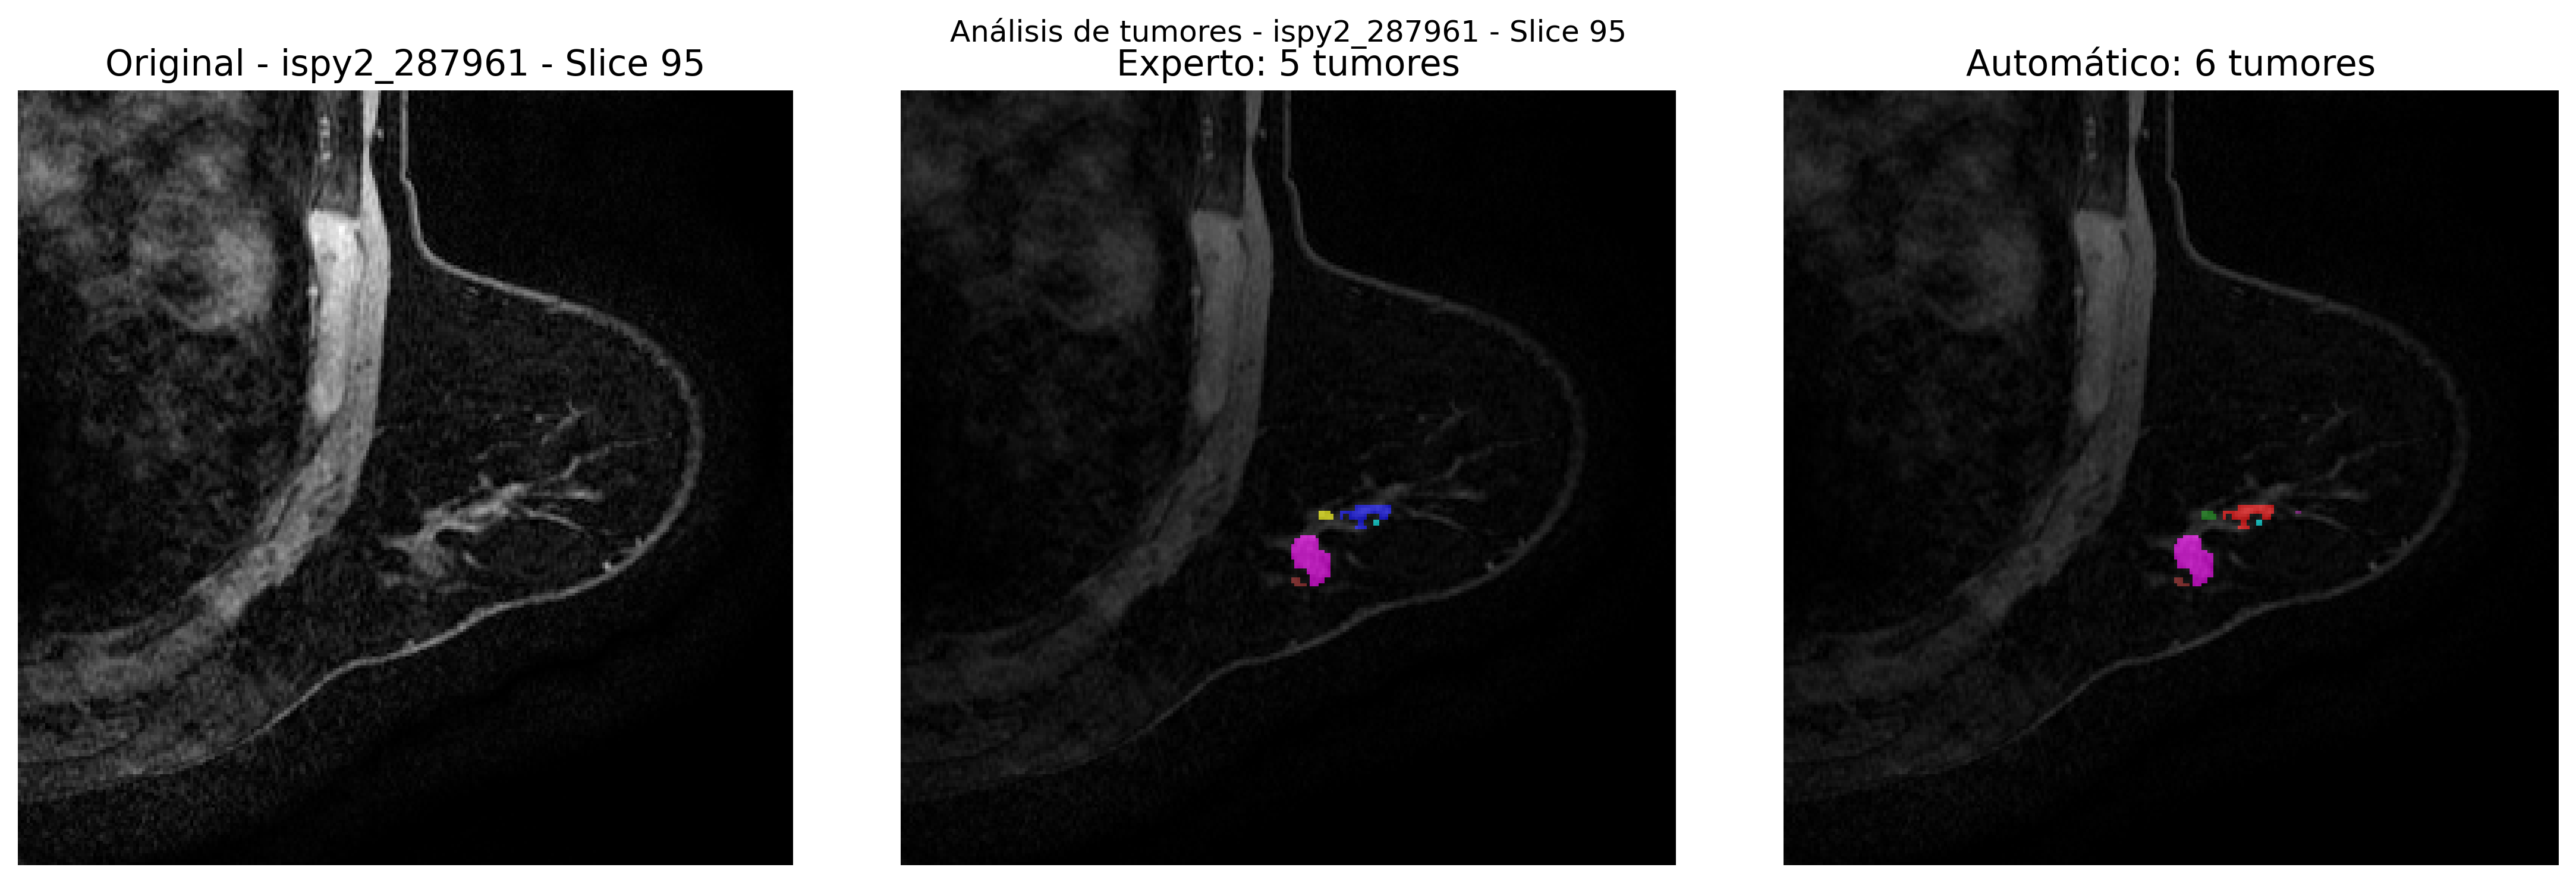 Análisis de tumores - ispy2_287961 - Slice 95
Original - ispy2_287961 - Slice 95
Experto: 5 tumores
Automático: 6 tumores